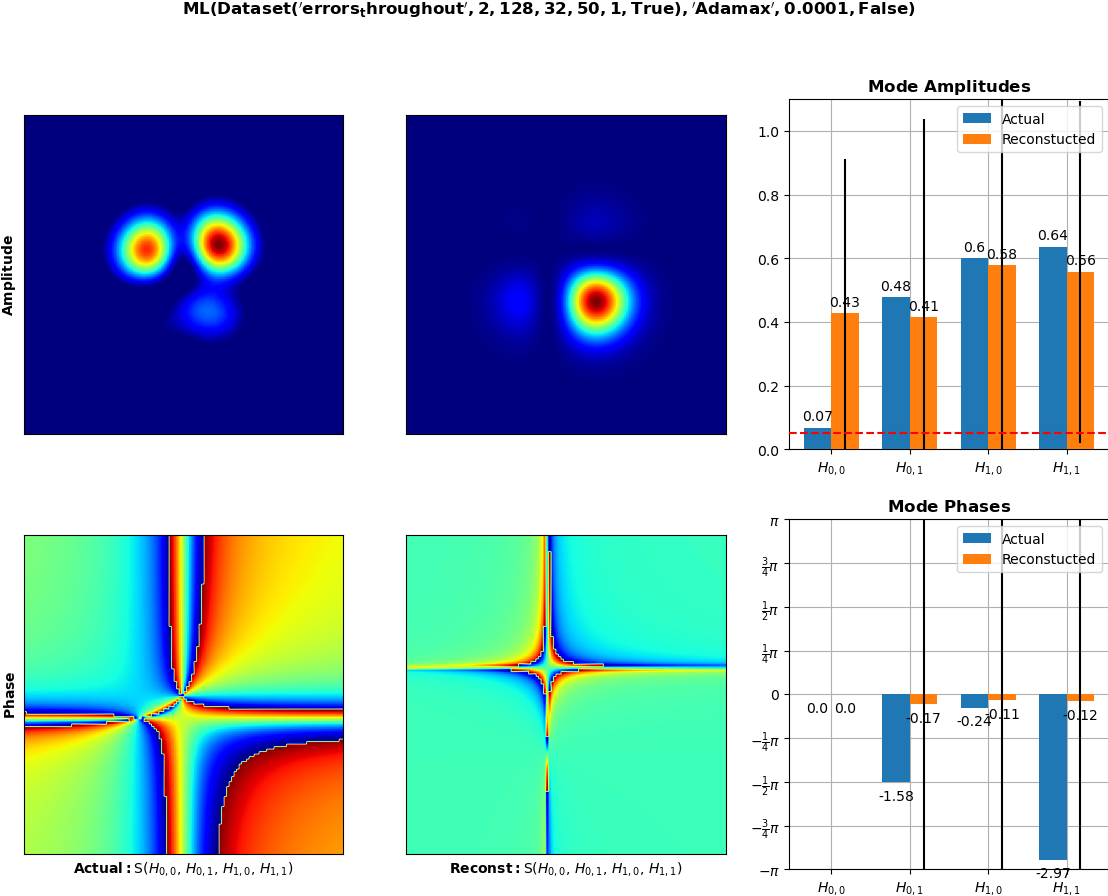 ML(Dataset('errors_throughout', 2, 128, 32, 50, 1, True), 'Adamax', 0.0001, False)
Amplitude
Mode Amplitudes
Actual
Reconstucted
1.0
0.8
0.6
0.4
0.2
0.0
0.07
0.43
0.48
0.41
0.6
0.58
0.64
0.56
H0,0
H0,1
H1,0
H1,1
Phase
Actual: S(H0,0, H0,1, H1,0, H1,1)
Reconst: S(H0,0, H0,1, H1,0, H1,1)
Mode Phases
Actual
Reconstucted
π
3/4π
1/2π
1/4π
0
−1/4π
−1/2π
−3/4π
−π
0.0
0.0
-1.58
-0.17
-0.24
-0.11
-2.97
-0.12
H0,0
H0,1
H1,0
H1,1